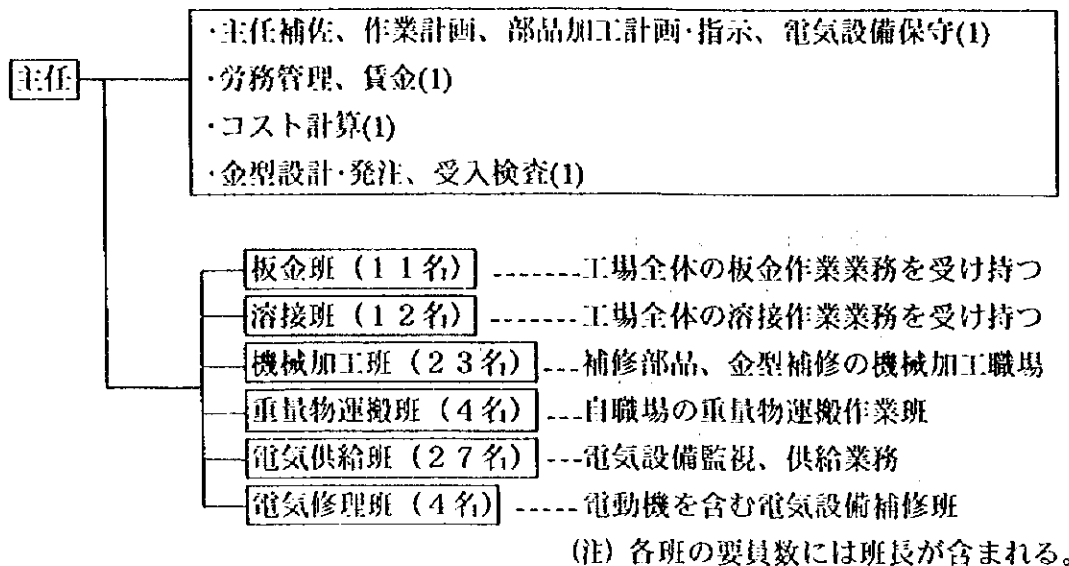 ・主任補佐、作業計画、部品加工計画・指示、電気設備保守(1)
主任
・労務管理、賃金(1)
・コスト計算(1)
・金型設計・発注、受入検査(1)
板金班(11名) -------工場全体の板金作業業務を受け持つ
溶接班(12名) -------工場全体の溶接作業業務を受け持つ
機械加工班(23名)---補修部品、金型補修の機械加工職場
重量物運搬班(4名) ---自職場の重量物運搬作業班
電気供給班(27名)---電気設備監視、供給業務
電気修理班(4名) -----電動機を含む電気設備補修班
(注) 各班の要員数には班長が含まれる。